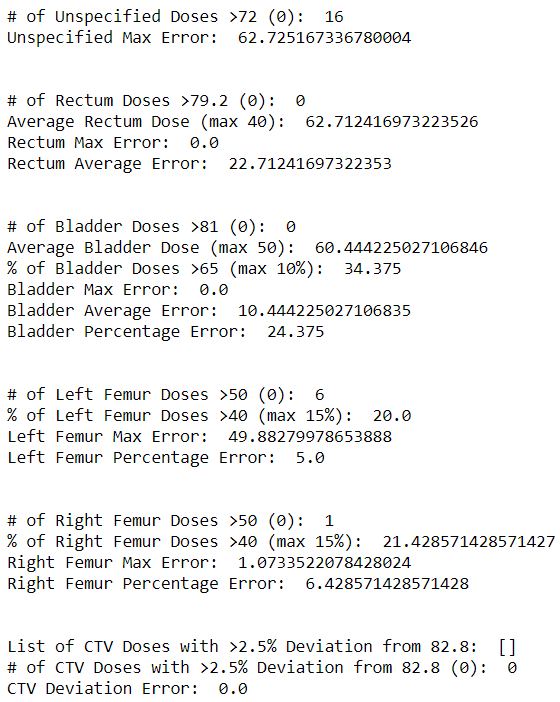 # of Unspecified Doses >72 (0):  16
Unspecified Max Error:  62.725167336780004
# of Rectum Doses >79.2 (0):  0
Average Rectum Dose (max 40):  62.712416973223526
Rectum Max Error:  0.0
Rectum Average Error:  22.71241697322353
# of Bladder Doses >81 (0):  0
Average Bladder Dose (max 50):  60.444225027106846
% of Bladder Doses >65 (max 10%):  34.375
Bladder Max Error:  0.0
Bladder Average Error:  10.444225027106835
Bladder Percentage Error:  24.375
# of Left Femur Doses >50 (0):  6
% of Left Femur Doses >40 (max 15%):  20.0
Left Femur Max Error:  49.88279978653888
Left Femur Percentage Error:  5.0
# of Right Femur Doses >50 (0):  1
% of Right Femur Doses >40 (max 15%):  21.428571428571427
Right Femur Max Error:  1.0733522078428024
Right Femur Percentage Error:  6.428571428571428
List of CTV Doses with >2.5% Deviation from 82.8:  []
# of CTV Doses with >2.5% Deviation from 82.8 (0):  0
CTV Deviation Error:  0.0